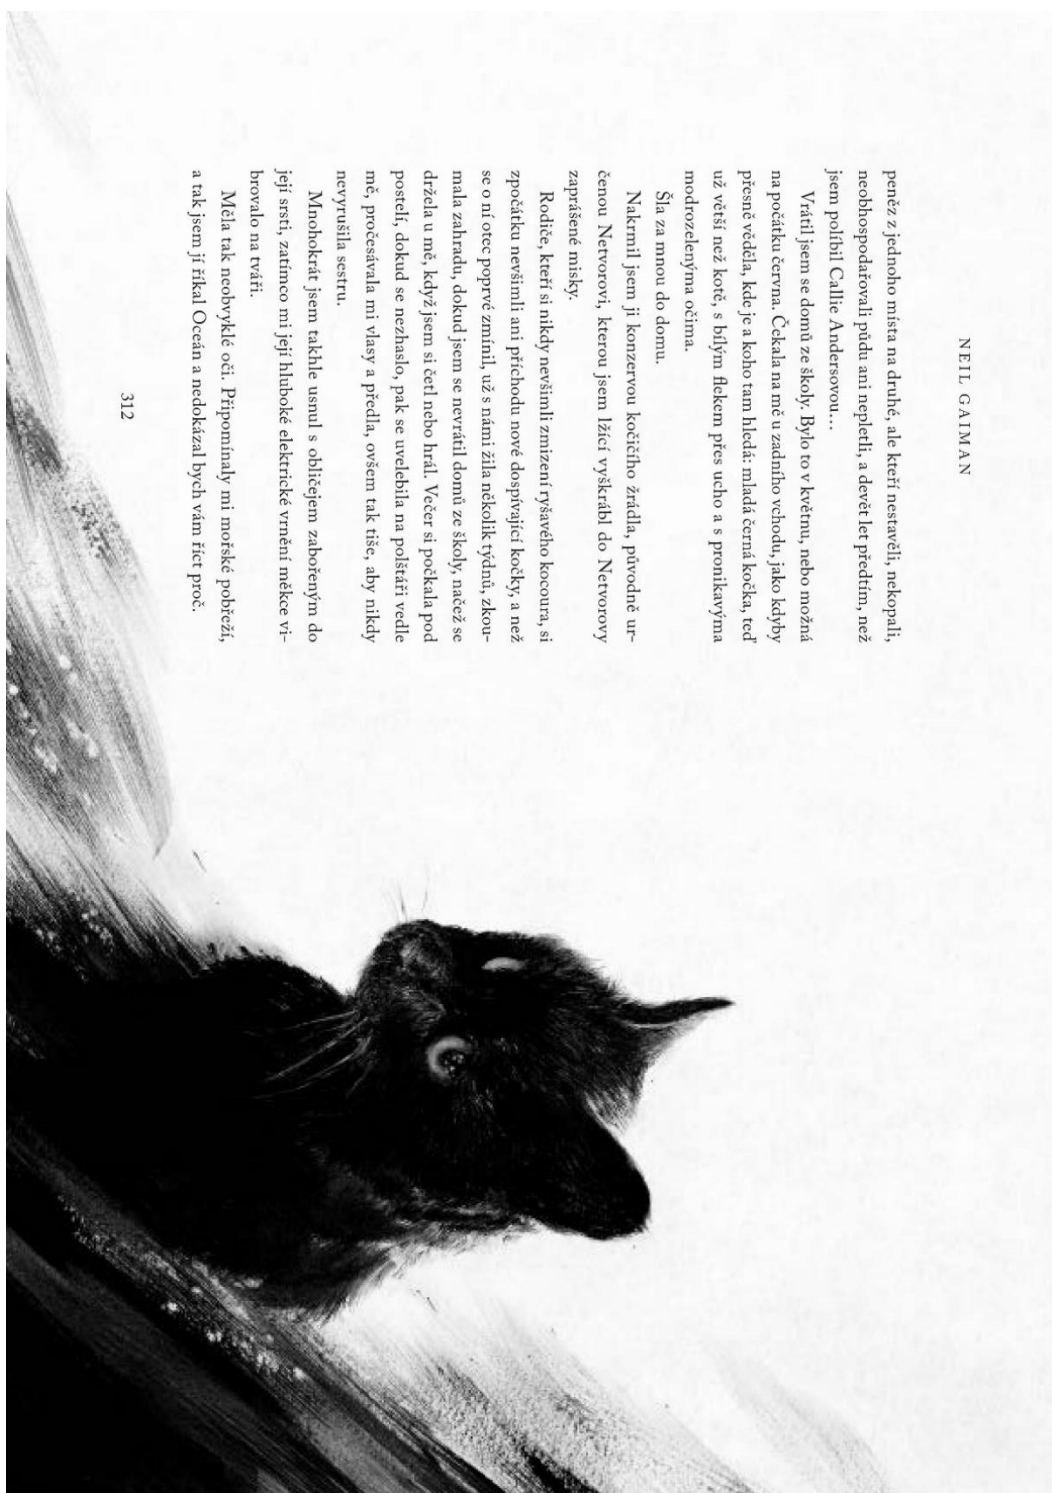 NEIL GAIMAN
peněz z jednoho místa na druhé, ale kteří nestavěli, nekopali,
neobhospodařovali půdu ani nepletli, a devět let předtím, než
jsem políbil Callie Andersovou…
Vrátil jsem se domů ze školy. Bylo to v květnu, nebo možná
na počátku června. Čekala na mě u zadního vchodu, jako kdyby
přesně věděla, kde je a koho tam hledá: mladá černá kočka, teď
už větší než kotě, s bílým flekem přes ucho a s pronikavýma
modrozelenýma očima.
Šla za mnou do domu.
Nakrmil jsem ji konzervou kočičího žrádla, původně ur-
čenou Netvorovi, kterou jsem lžící vyškrábl do Netvorovy
zaprášené misky.
Rodiče, kteří si nikdy nevšimli zmizení ryšavého kocoura, si
zpočátku nevšimli ani příchodu nové dospívající kočky, a než
se o ní otec poprvé zmínil, už s námi žila několik týdnů, zkou-
mala zahradu, dokud jsem se nevrátil domů ze školy, načež se
držela u mě, když jsem si četl nebo hrál. Večer si počkala pod
postelí, dokud se nezhaslo, pak se uvelebila na polštáři vedle
mě, pročesávala mi vlasy a předla, ovšem tak tiše, aby nikdy
nevyrušila sestru.
Mnohokrát jsem takhle usnul s obličejem zabořeným do
její srsti, zatímco mi její hluboké elektrické vrnění měkce vi-
brovalo na tváři.
Měla tak neobvyklé oči. Připomínaly mi mořské pobřeží,
a tak jsem jí říkal Oceán a nedokázal bych vám říct proč.
312